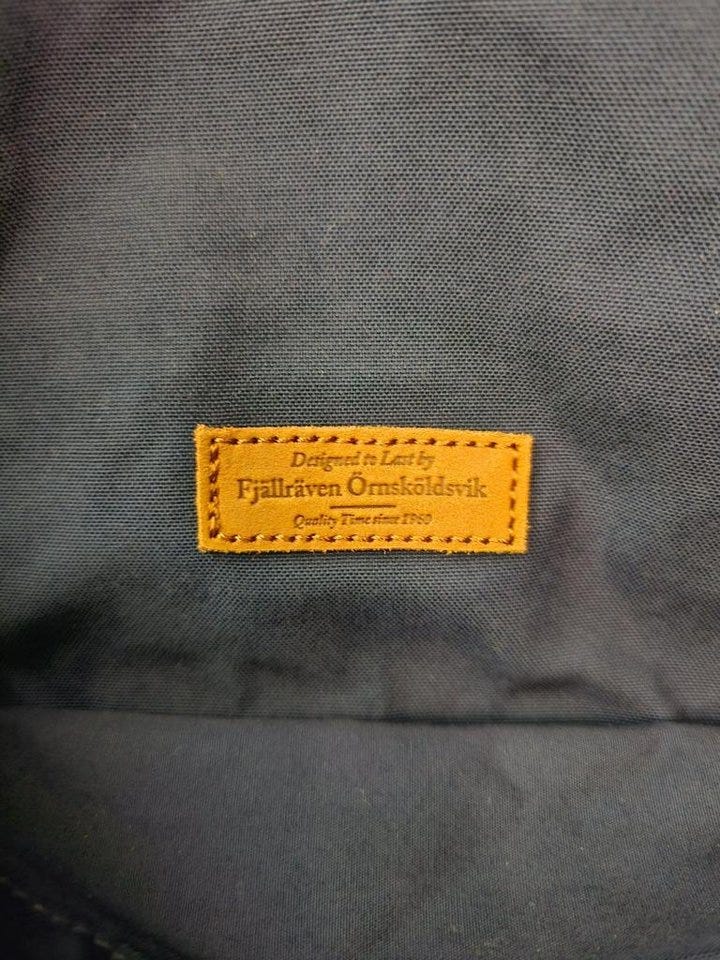 Designed to Last by
Fjällräven Örnsköldsvik
Quality Time since 1960